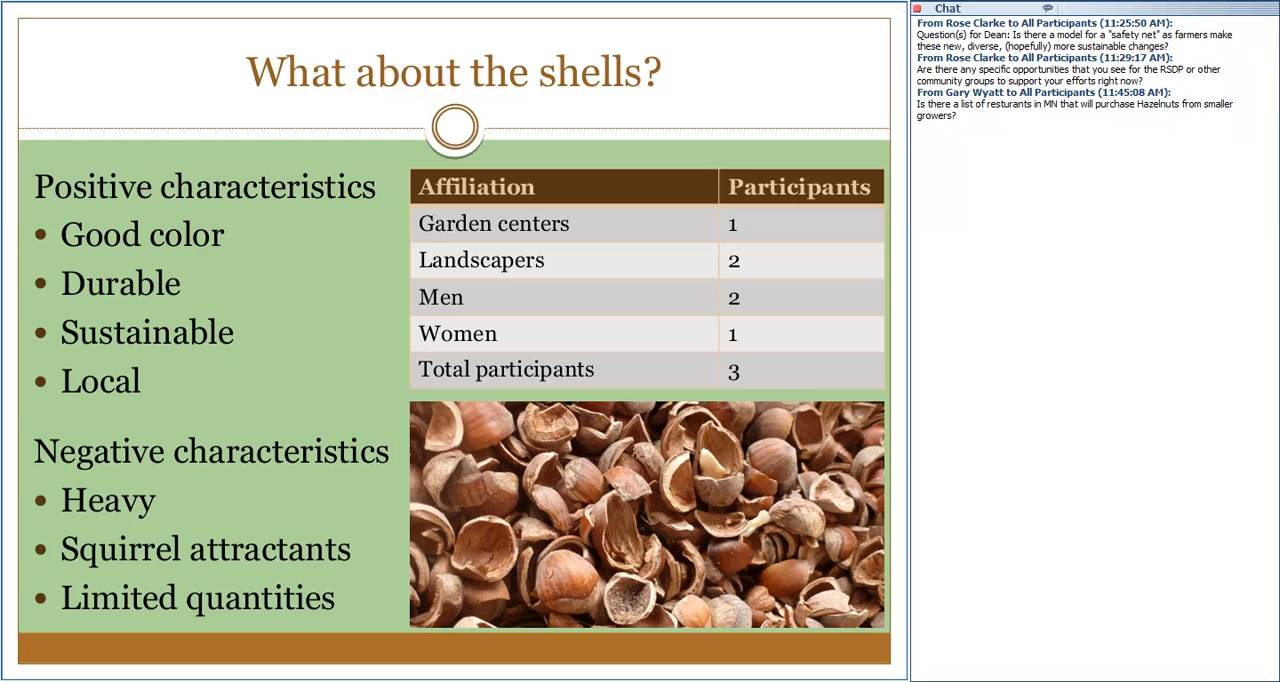 What about the shells?
Positive characteristics
• Good color
• Durable
• Sustainable
• Local
Negative characteristics
• Heavy
• Squirrel attractants
• Limited quantities
Affiliation Participants
Garden centers 1
Landscapers 2
Men 2
Women 1
Total participants 3
Chat
From Rose Clarke to All Participants (11:25:50 AM):
Question(s) for Dean: Is there a model for a "safety net" as farmers make
these new, diverse, (hopefully) more sustainable changes?
From Rose Clarke to All Participants (11:29:17 AM):
Are there any specific opportunities that you see for the RSDP or other
community groups to support your efforts right now?
From Gary Wyatt to All Participants (11:45:08 AM):
Is there a list of resturants in MN that will purchase Hazelnuts from smaller
growers?